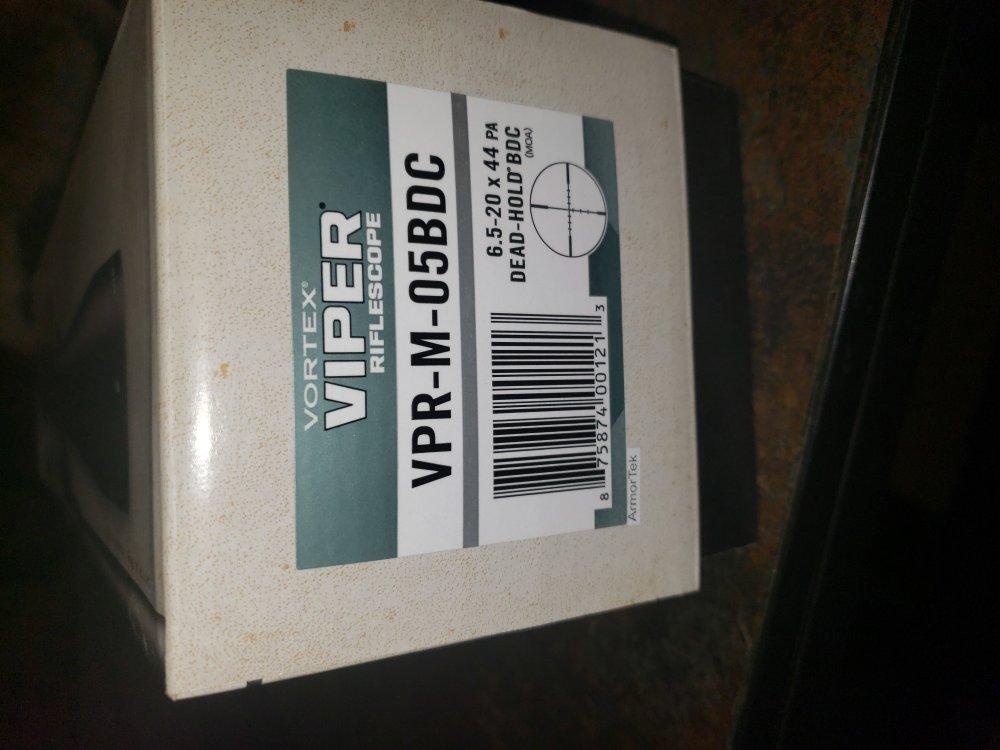 VORTEX®
VIPER®
RIFLESCOPE
VPR-M-05BDC
6.5-20 x 44 PA
DEAD-HOLD® BDC
(MOA)
8 75874 00121 3
ArmorTek